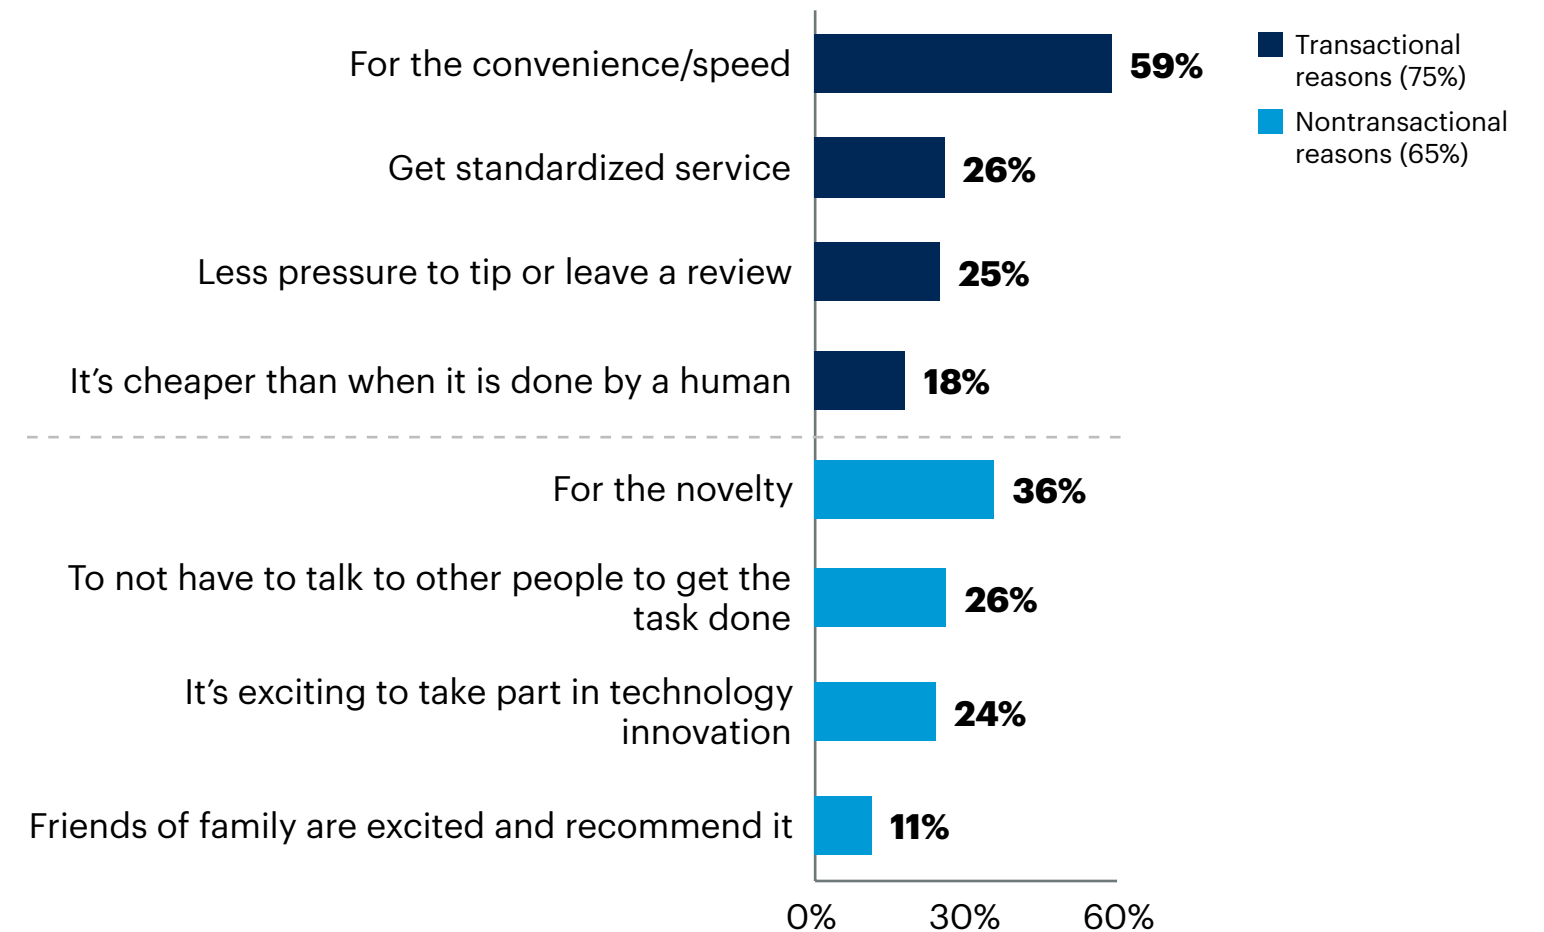 For the convenience/speed
59%
Get standardized service
26%
Less pressure to tip or leave a review
25%
It’s cheaper than when it is done by a human
18%
For the novelty
36%
To not have to talk to other people to get the
task done
26%
It’s exciting to take part in technology
innovation
24%
Friends of family are excited and recommend it
11%
0%
30%
60%
Transactional
reasons (75%)
Nontransactional
reasons (65%)